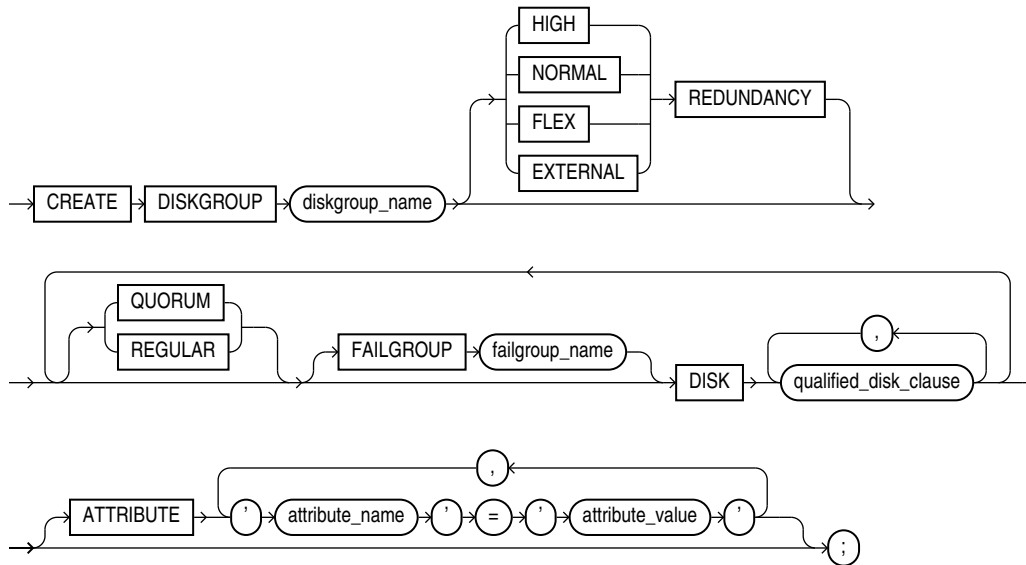 HIGH
NORMAL
REDUNDANCY
FLEX
EXTERNAL
CREATE DISKGROUP diskgroup_name
QUORUM
,
REGULAR FAILGROUP failgroup_name
DISK qualified_disk_clause
,
ATTRIBUTE ' attribute_name ' = ' attribute_value '
;